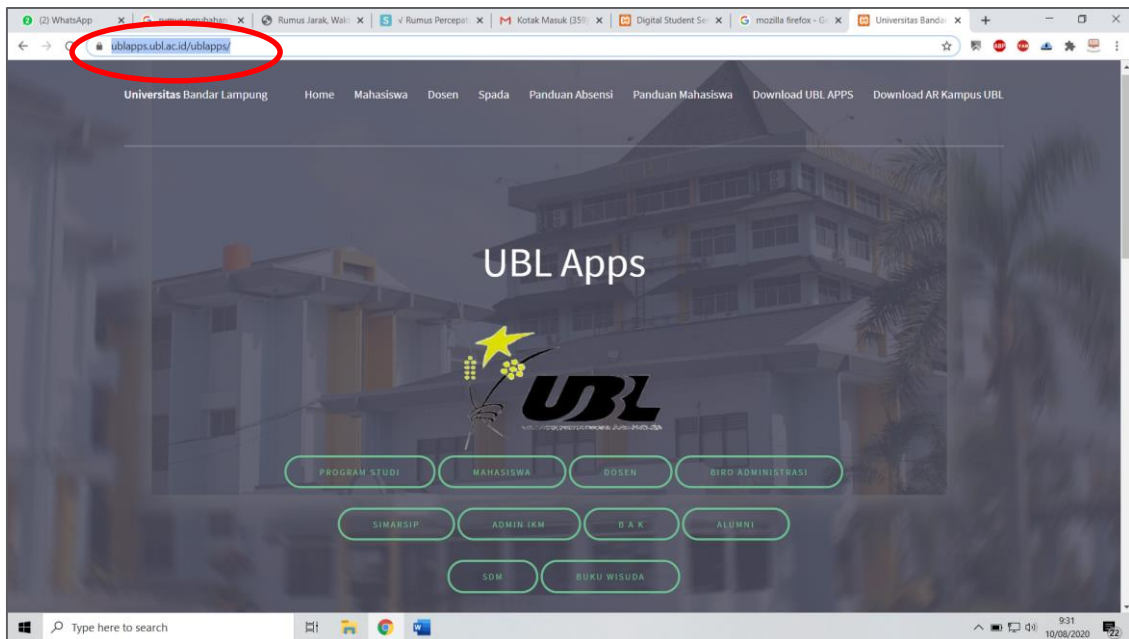 (2) WhatsApp
Rumus Jarak, Wak
√ Rumus Percepat
Kotak Masuk (359)
Digital Student Se
mozilla firefox - G
Universitas Bandar
ublapps.ubl.ac.id/ublapps/
Universitas Bandar Lampung Home Mahasiswa Dosen Spada Panduan Absensi Panduan Mahasiswa Download UBL APPS Download AR Kampus UBL
UBL Apps
UBL
PROGRAM STUDI MAHASISWA DOSEN BIRO ADMINISTRASI
SIMARSIP ADMIN IKM B A K ALUMNI
SDM BUKU WISUDA
Type here to search
9:31
10/08/2020
22